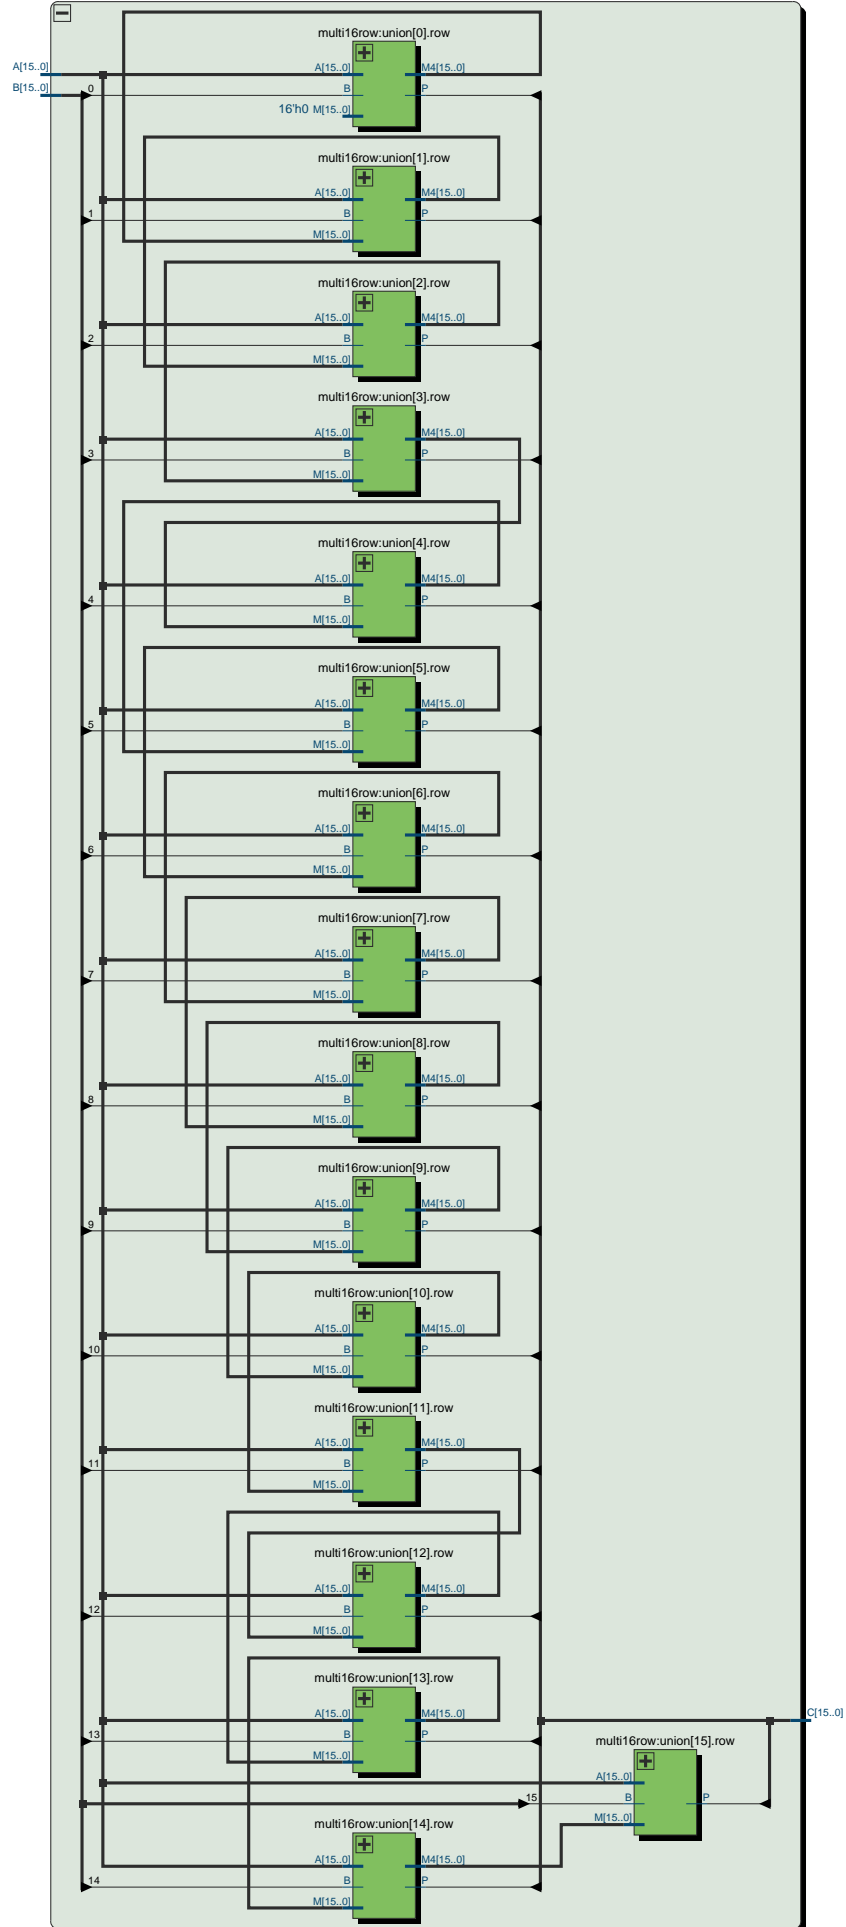 multi16row:union[0].row
A[15..0] A[15..0] M4[15..0]
B[15..0] 0 B P
16'h0 M[15..0]
multi16row:union[1].row
A[15..0] M4[15..0]
1 B P
M[15..0]
multi16row:union[2].row
A[15..0] M4[15..0]
2 B P
M[15..0]
multi16row:union[3].row
A[15..0] M4[15..0]
3 B P
M[15..0]
multi16row:union[4].row
A[15..0] M4[15..0]
4 B P
M[15..0]
multi16row:union[5].row
A[15..0] M4[15..0]
5 B P
M[15..0]
multi16row:union[6].row
A[15..0] M4[15..0]
6 B P
M[15..0]
multi16row:union[7].row
A[15..0] M4[15..0]
7 B P
M[15..0]
multi16row:union[8].row
A[15..0] M4[15..0]
8 B P
M[15..0]
multi16row:union[9].row
A[15..0] M4[15..0]
9 B P
M[15..0]
multi16row:union[10].row
A[15..0] M4[15..0]
10 B P
M[15..0]
multi16row:union[11].row
A[15..0] M4[15..0]
11 B P
M[15..0]
multi16row:union[12].row
A[15..0] M4[15..0]
12 B P
M[15..0]
multi16row:union[13].row
A[15..0] M4[15..0] C[15..0]
13 B P
M[15..0]
multi16row:union[15].row
A[15..0]
15 B P
M[15..0]
multi16row:union[14].row
A[15..0] M4[15..0]
14 B P
M[15..0]